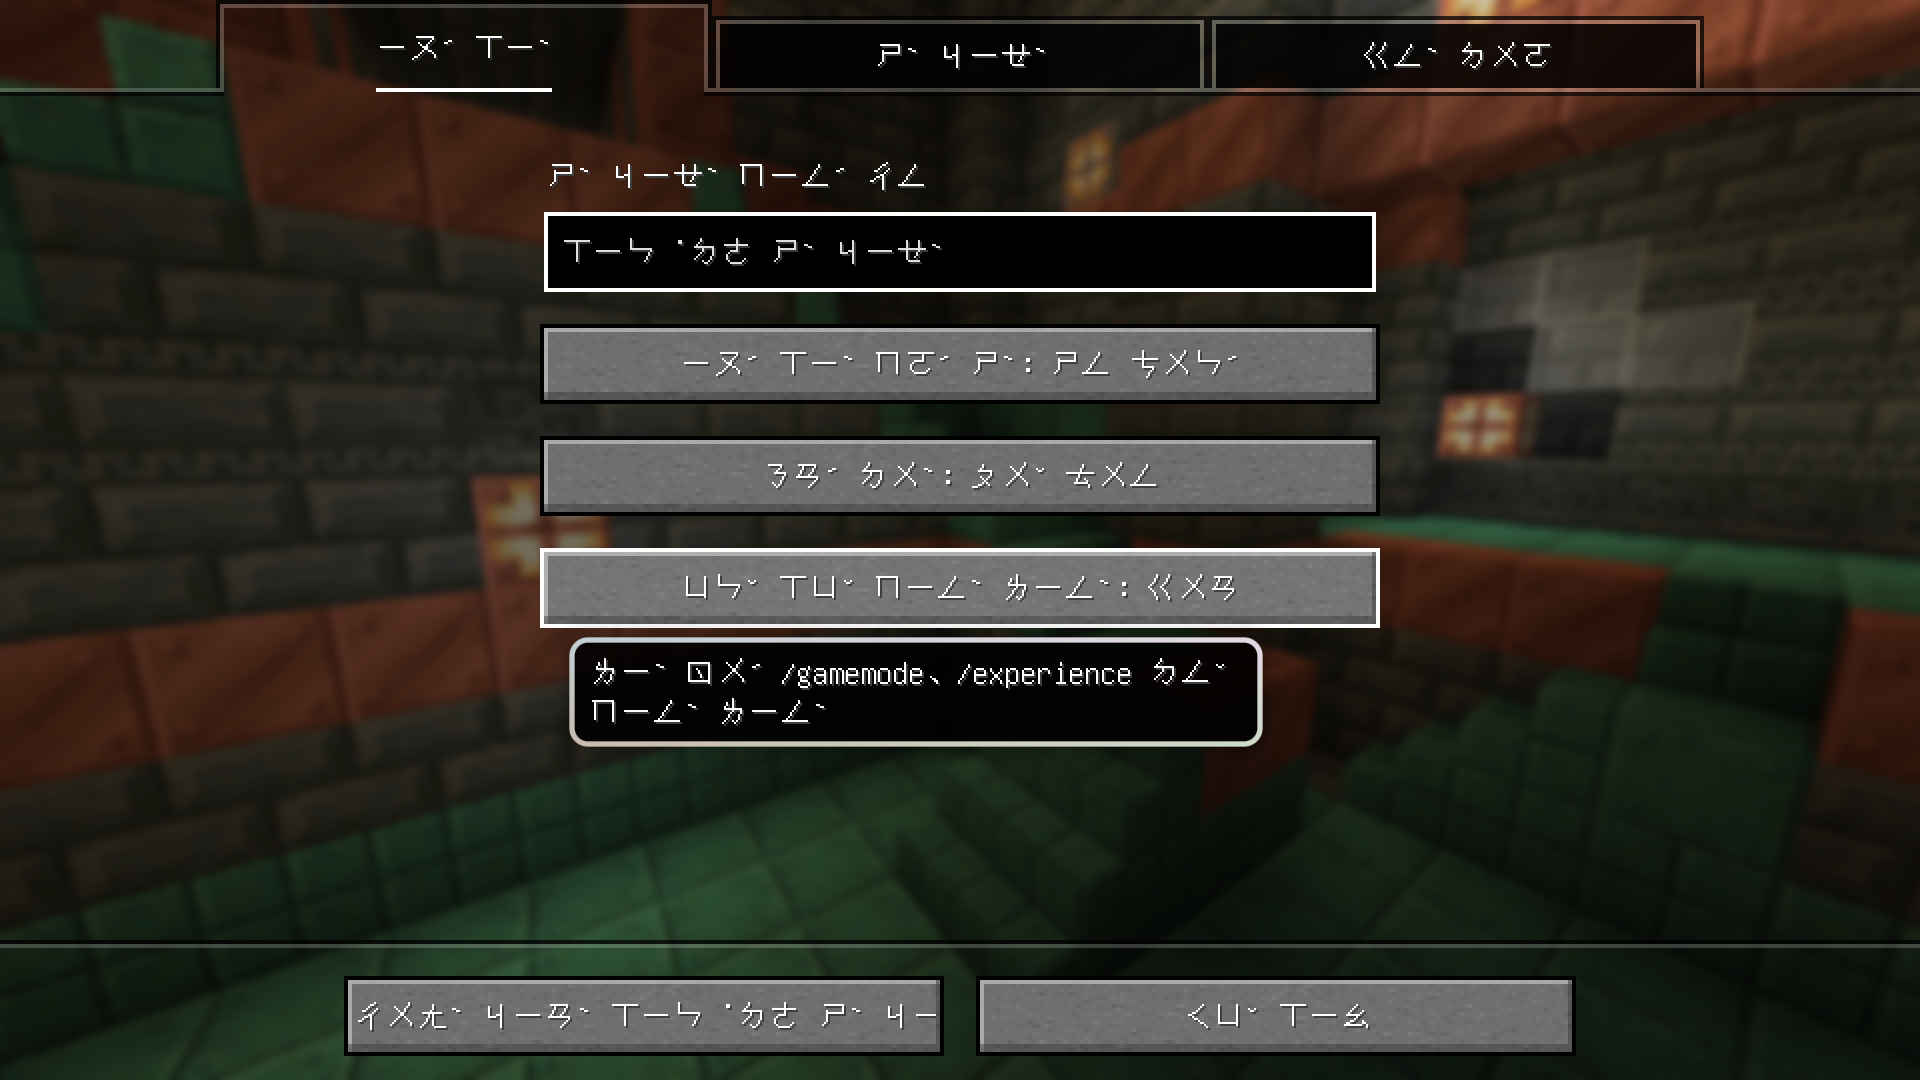 ㄧㄡˊ ㄒㄧˋ
ㄕˋ ㄐㄧㄝˋ
ㄍㄥˋ ㄉㄨㄛ
ㄕˋ ㄐㄧㄝˋ ㄇㄧㄥˊ ㄔㄥ
ㄒㄧㄣ ˙ㄉㄜ ㄕˋ ㄐㄧㄝˋ
ㄧㄡˊ ㄒㄧˋ ㄇㄛˊ ㄕˋ: ㄕㄥ ㄘㄨㄣˊ
ㄋㄢˊ ㄉㄨˋ: ㄆㄨˇ ㄊㄨㄥ
ㄩㄣˇ ㄒㄩˇ ㄇㄧㄥˋ ㄌㄧㄥˋ: ㄍㄨㄢ
ㄌㄧˋ ㄖㄨˊ /gamemode、/experience ㄉㄥˇ
ㄇㄧㄥˋ ㄌㄧㄥˋ
ㄔㄨㄤˋ ㄐㄧㄢˋ ㄒㄧㄣ ˙ㄉㄜ ㄕˋ ㄐㄧ
ㄑㄩˇ ㄒㄧㄠ